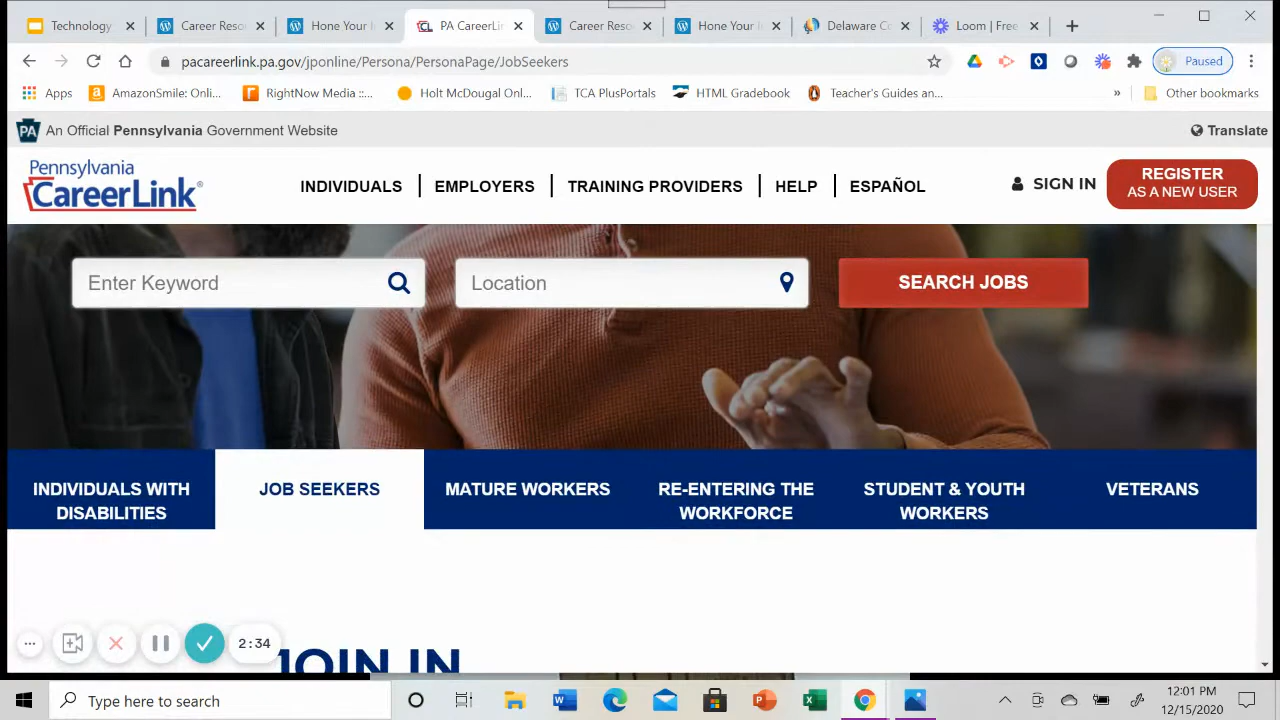 Technology
Career Reso
Hone Your I
PA CareerLin
Career Reso
Hone Your I
Delaware Co
Loom | Free
pacareerlink.pa.gov/jponline/Persona/PersonaPage/JobSeekers
Paused
Apps
AmazonSmile: Onli...
RightNow Media ::...
Holt McDougal Onl...
TCA PlusPortals
HTML Gradebook
Teacher's Guides an...
»
Other bookmarks
PA
An Official Pennsylvania Government Website
Translate
Pennsylvania
CareerLink®
INDIVIDUALS
EMPLOYERS
TRAINING PROVIDERS
HELP
ESPAÑOL
SIGN IN
REGISTER
AS A NEW USER
Enter Keyword
Location
SEARCH JOBS
INDIVIDUALS WITH
DISABILITIES
JOB SEEKERS
MATURE WORKERS
RE-ENTERING THE
WORKFORCE
STUDENT & YOUTH
WORKERS
VETERANS
JOIN IN
2:34
Type here to search
12:01 PM
12/15/2020